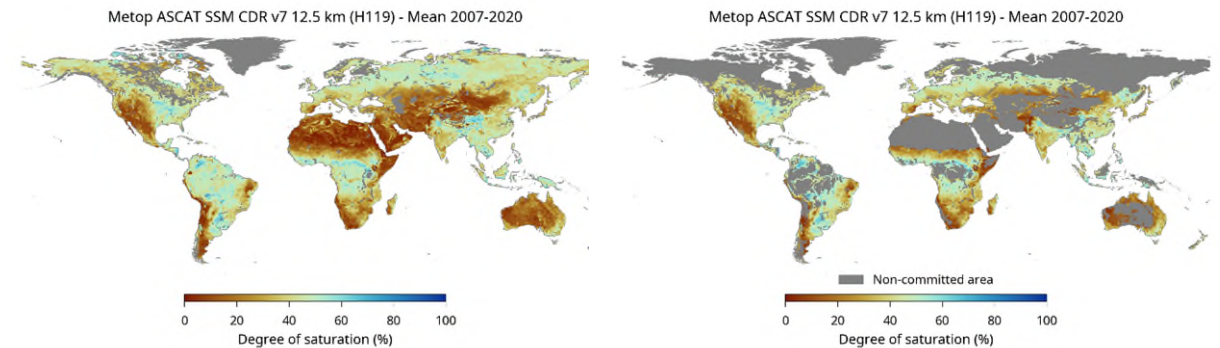 Metop ASCAT SSM CDR v7 12.5 km (H119) - Mean 2007-2020
0 20 40 60 80 100
Degree of saturation (%)
Metop ASCAT SSM CDR v7 12.5 km (H119) - Mean 2007-2020
Non-committed area
0 20 40 60 80 100
Degree of saturation (%)